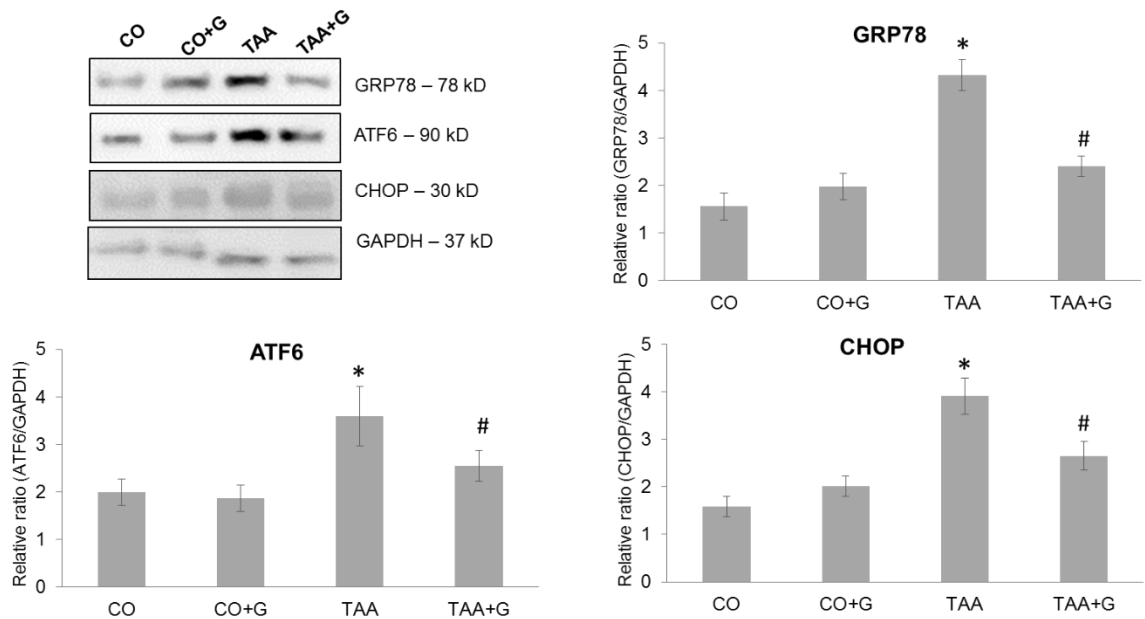 CO CO+G TAA TAA+G
GRP78 – 78 kD
ATF6 – 90 kD
CHOP – 30 kD
GAPDH – 37 kD
GRP78
Relative ratio (GRP78/GAPDH)
5
4
3
2
1
0
*
#
CO CO+G TAA TAA+G
ATF6
Relative ratio (ATF6/GAPDH)
5
4
3
2
1
0
*
#
CO CO+G TAA TAA+G
CHOP
Relative ratio (CHOP/GAPDH)
5
4
3
2
1
0
*
#
CO CO+G TAA TAA+G